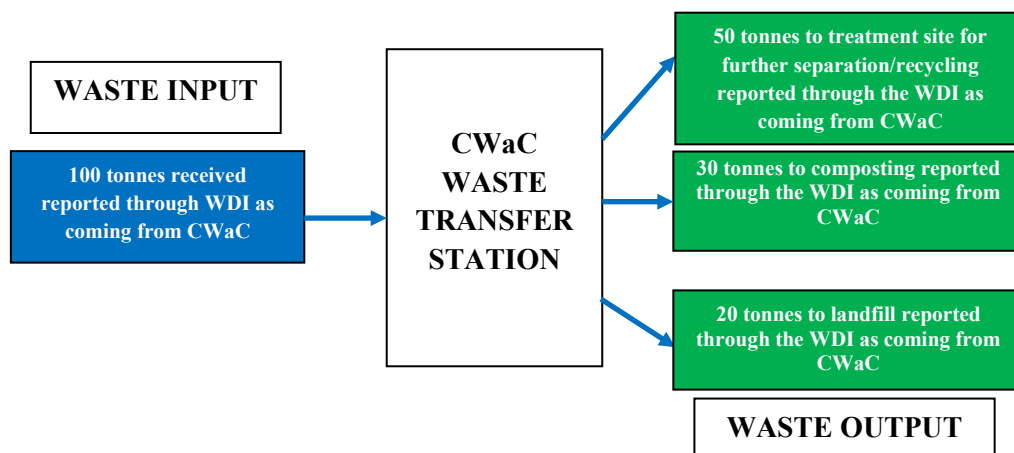 WASTE INPUT
100 tonnes received
reported through WDI as
coming from CWaC
CWaC
WASTE
TRANSFER
STATION
50 tonnes to treatment site for
further separation/recycling
reported through the WDI as
coming from CWaC
30 tonnes to composting reported
through the WDI as coming from
CWaC
20 tonnes to landfill reported
through the WDI as coming from
CWaC
WASTE OUTPUT